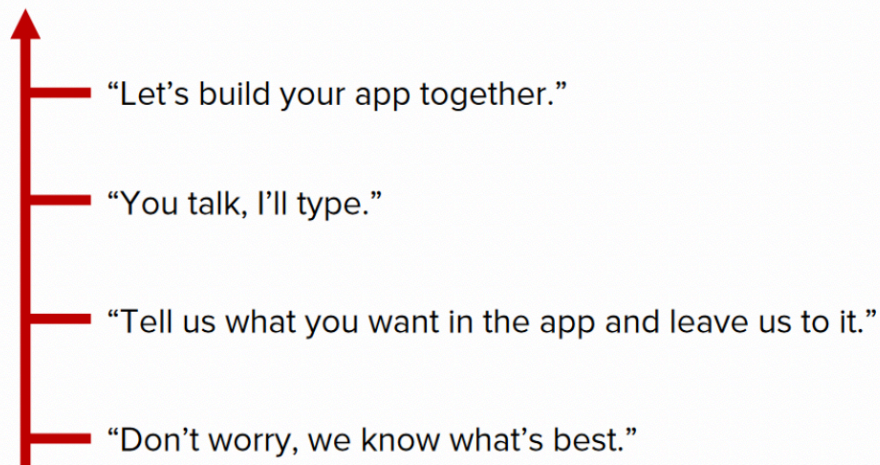 “Let’s build your app together.”
“You talk, I’ll type.”
“Tell us what you want in the app and leave us to it.”
“Don’t worry, we know what’s best.”